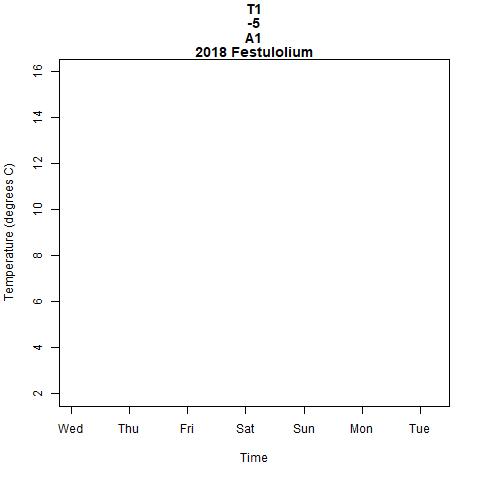 T1
-5
A1
2018 Festulolium
Temperature (degrees C)
16
14
12
10
8
6
4
2
Wed Thu Fri Sat Sun Mon Tue
Time